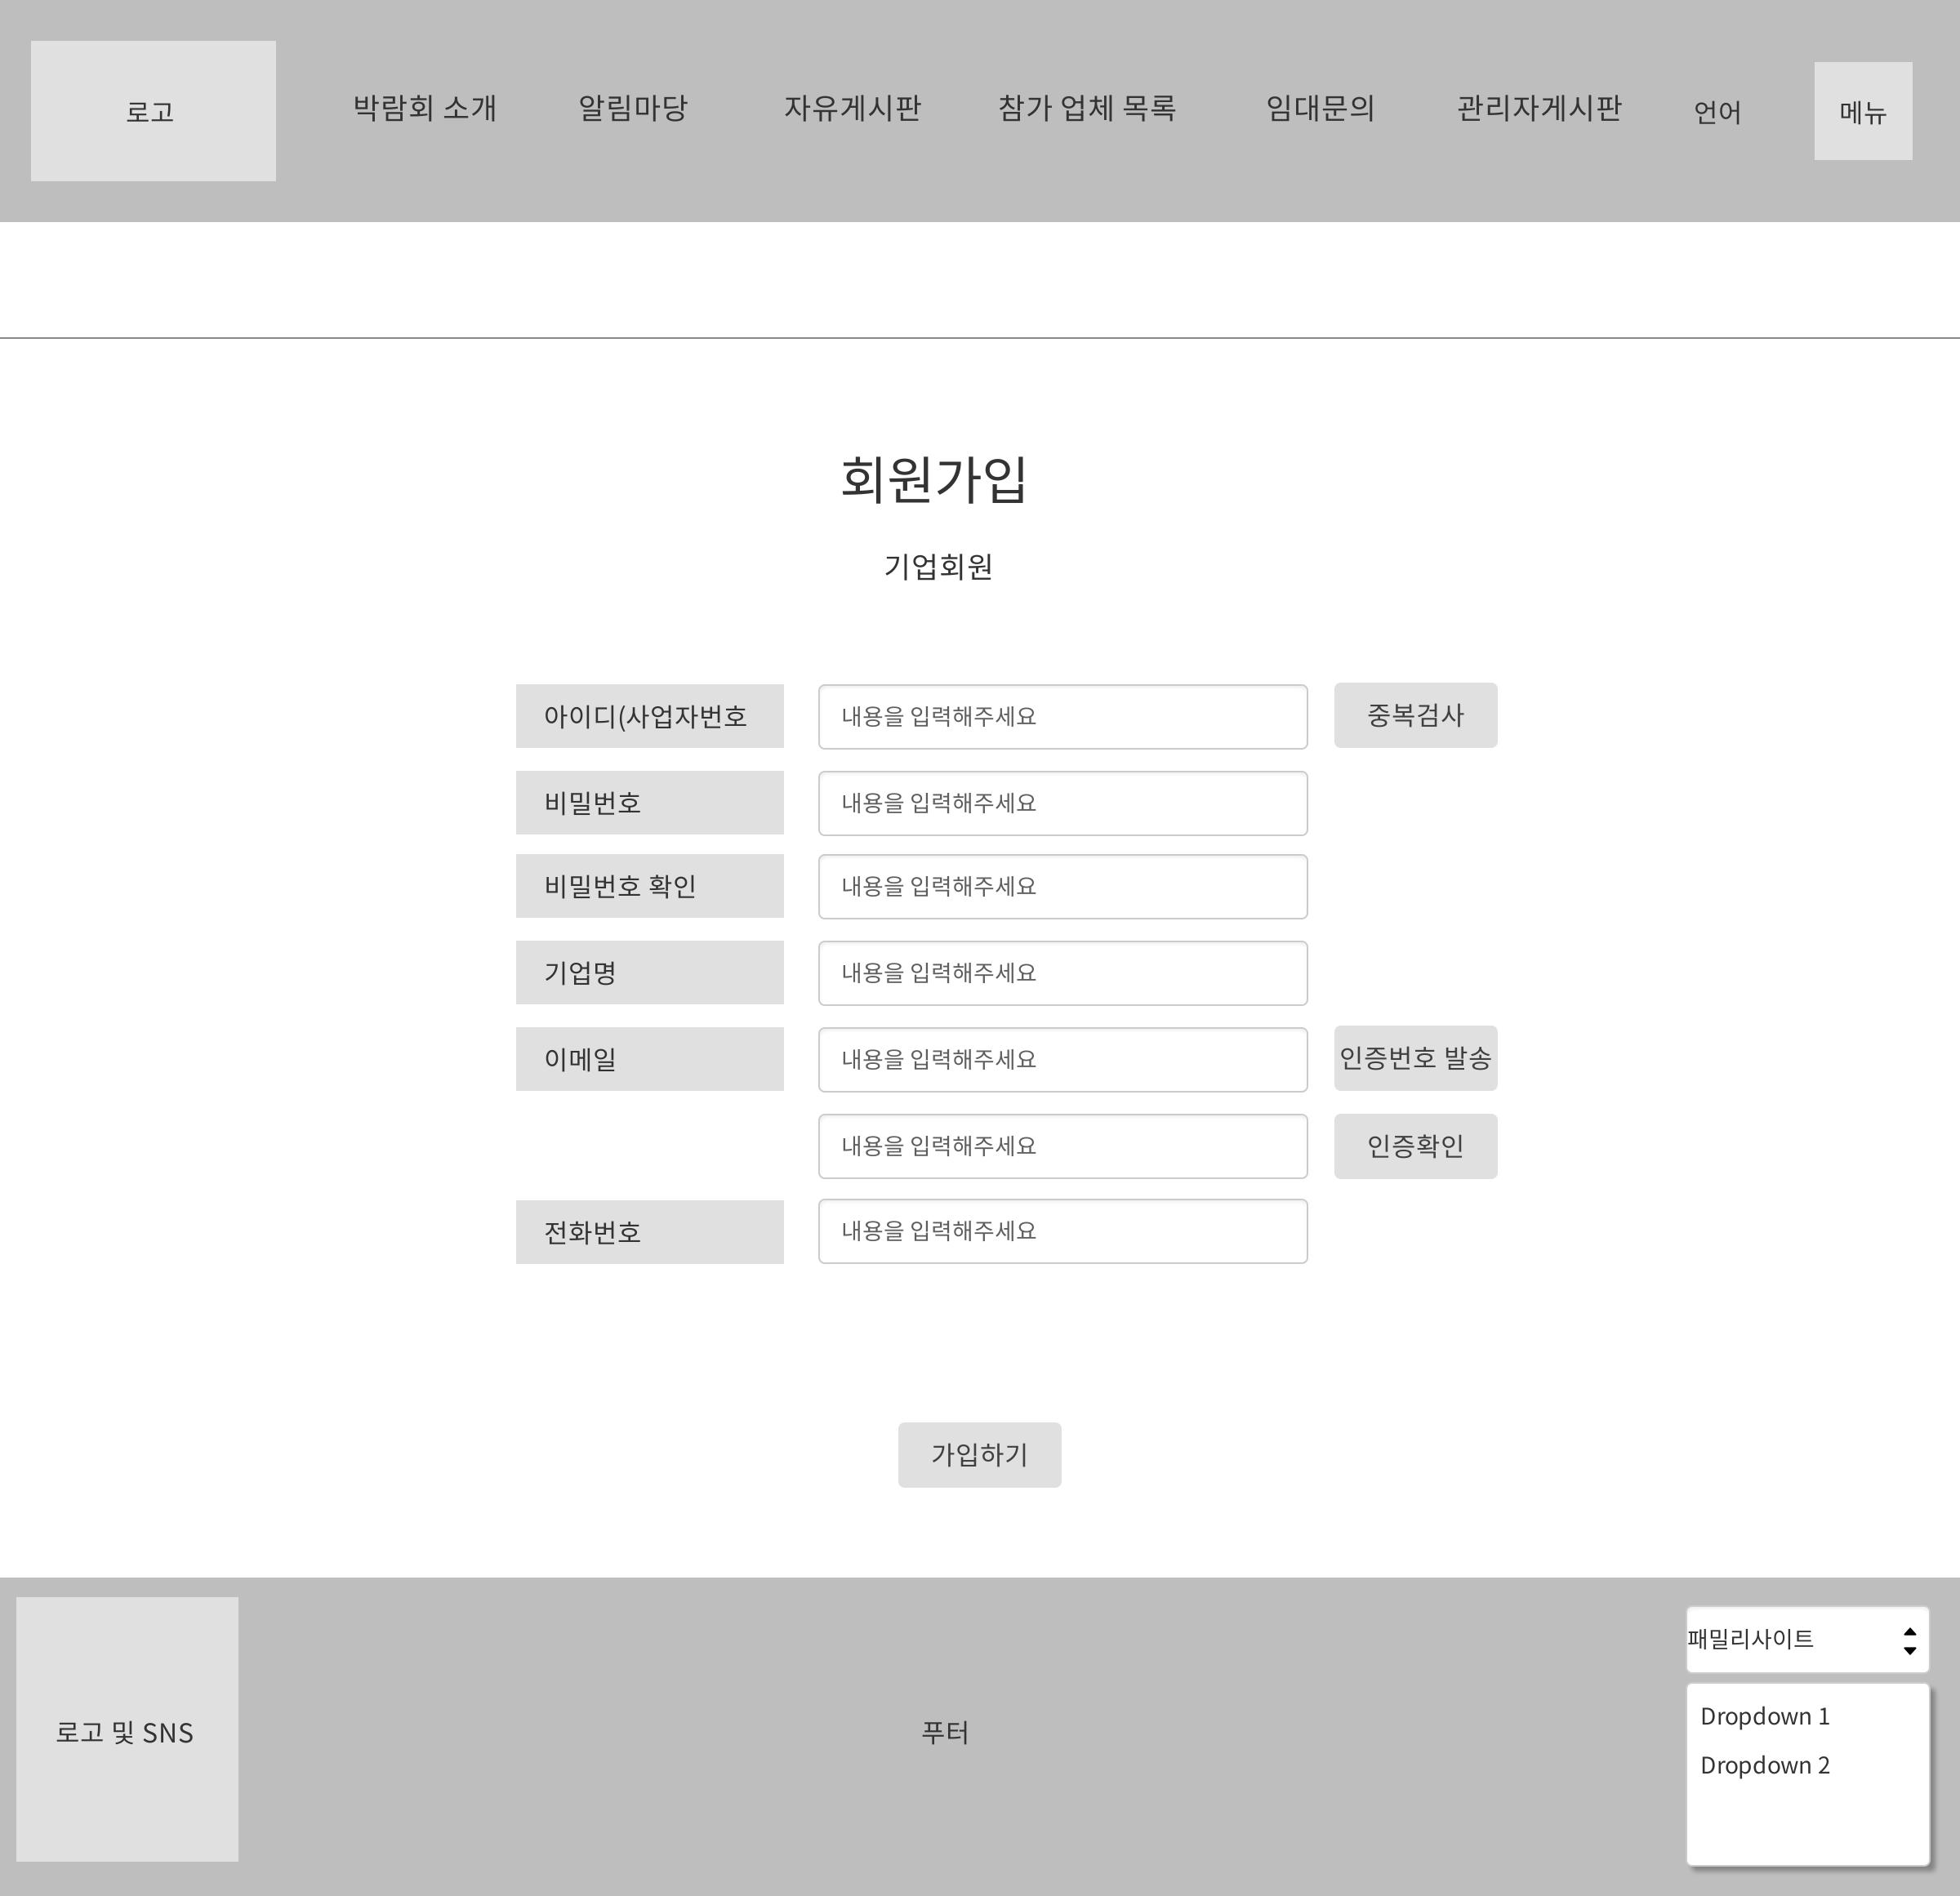 로고
박람회 소개
알림마당
자유게시판
참가 업체 목록
임대문의
관리자게시판
언어
메뉴
회원가입
기업회원
아이디(사업자번호
내용을 입력해주세요
중복검사
비밀번호
내용을 입력해주세요
비밀번호 확인
내용을 입력해주세요
기업명
내용을 입력해주세요
이메일
내용을 입력해주세요
인증번호 발송
내용을 입력해주세요
인증확인
전화번호
내용을 입력해주세요
가입하기
로고 및 SNS
푸터
패밀리사이트
Dropdown 1
Dropdown 2